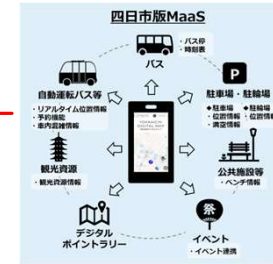 四日市版MaaS
バス
・バス停
・時刻表
自動運転バス等
・リアルタイム位置情報
・予約機能
・車内混雑情報
P
駐車場・駐輪場
◆駐車場
・位置情報
・満空情報
◆駐輪場
・位置情報
観光資源
・観光資源情報
公共施設等
・ベンチ情報
デジタル
ポイントラリー
祭
イベント
・イベント連携